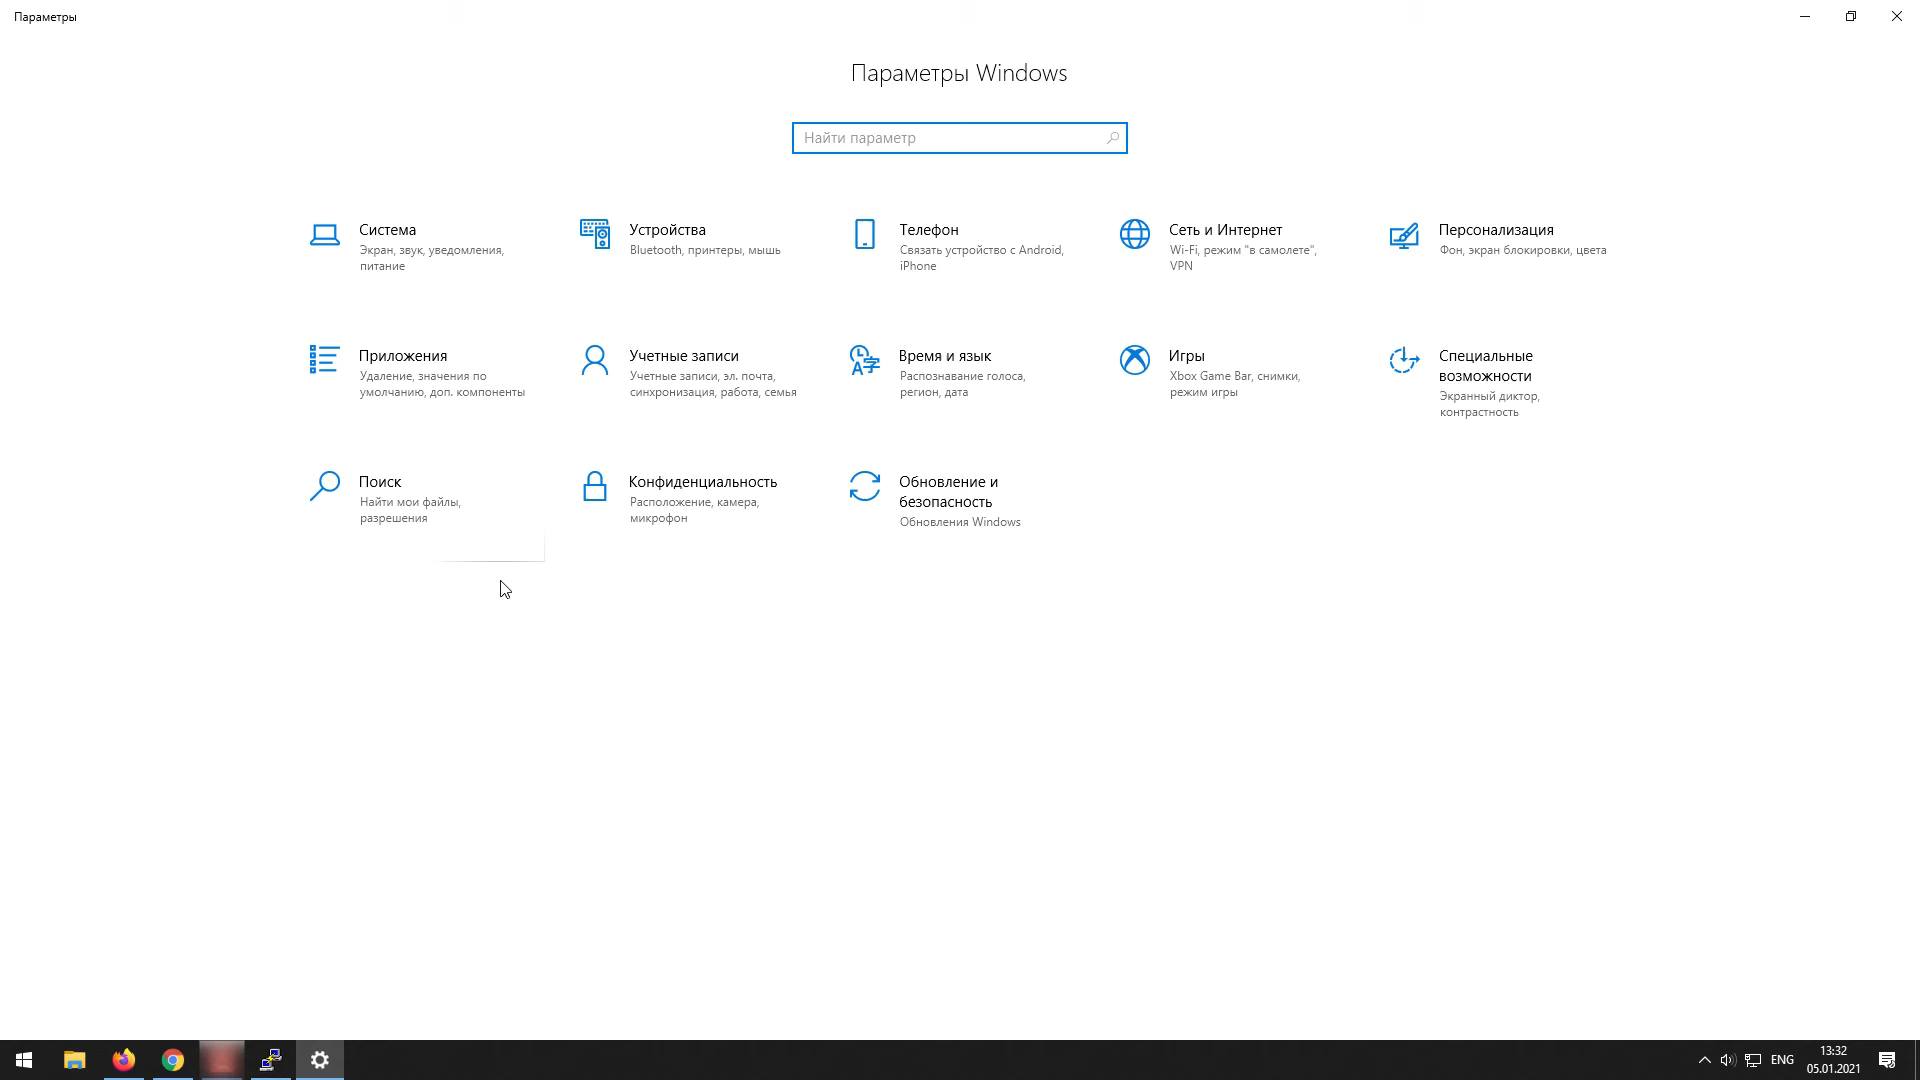 Параметры
Параметры Windows
Найти параметр
Система
Экран, звук, уведомления,
питание
Устройства
Bluetooth, принтеры, мышь
Телефон
Связать устройство с Android,
iPhone
Сеть и Интернет
Wi-Fi, режим "в самолете",
VPN
Персонализация
Фон, экран блокировки, цвета
Приложения
Удаление, значения по
умолчанию, доп. компоненты
Учетные записи
Учетные записи, эл. почта,
синхронизация, работа, семья
Время и язык
Распознавание голоса,
регион, дата
Игры
Xbox Game Bar, снимки,
режим игры
Специальные
возможности
Экранный диктор,
контрастность
Поиск
Найти мои файлы,
разрешения
Конфиденциальность
Расположение, камера,
микрофон
Обновление и
безопасность
Обновления Windows
ENG
13:32
05.01.2021